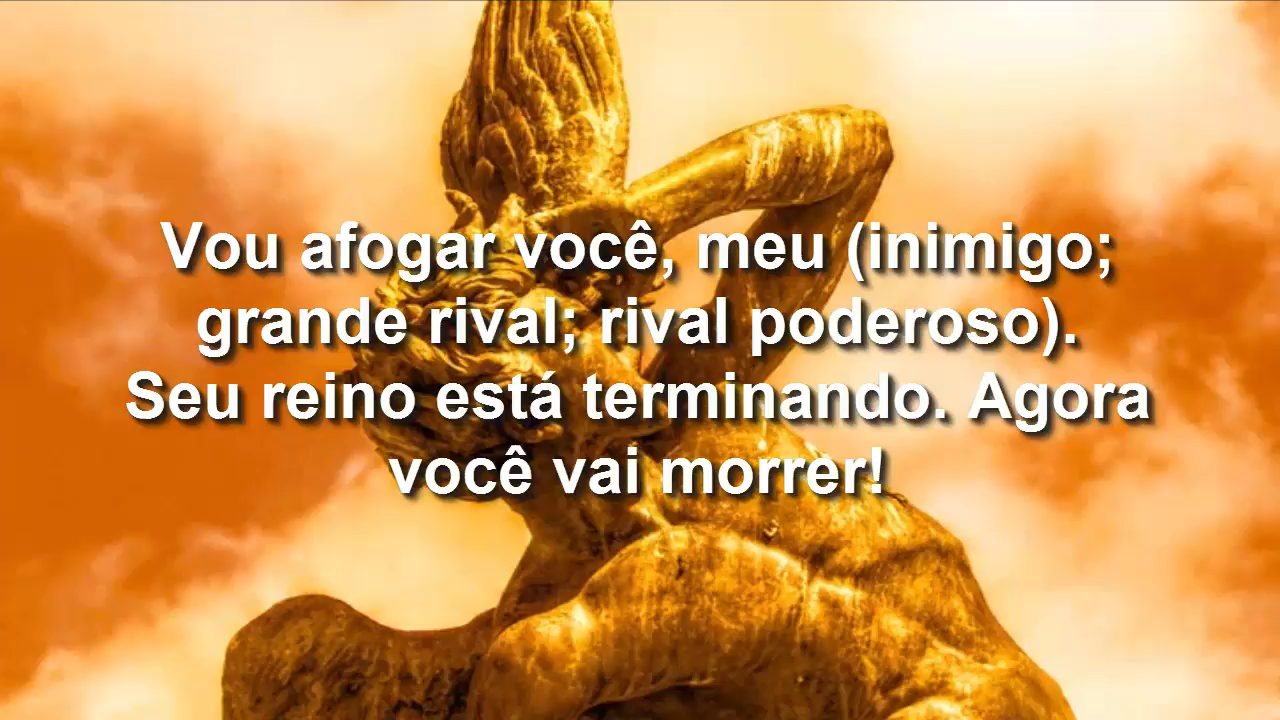 Vou afogar você, meu (inimigo;
grande rival; rival poderoso).
Seu reino está terminando. Agora
você vai morrer!